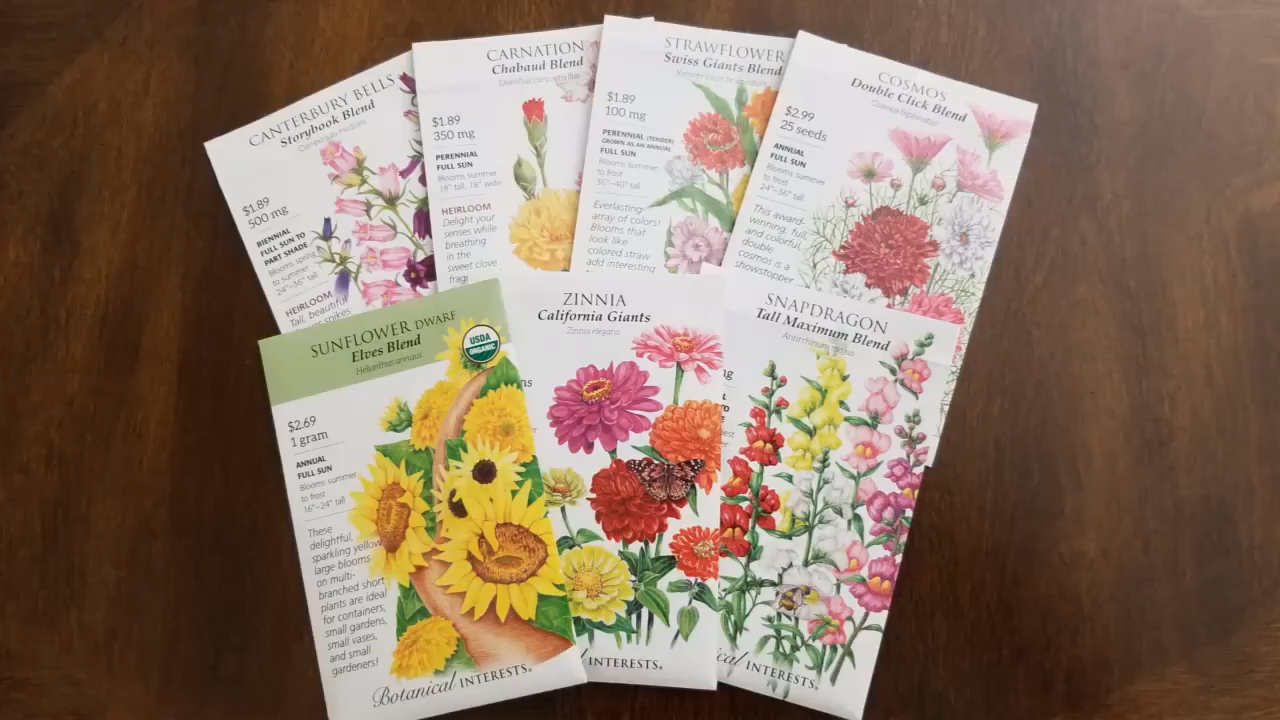 CANTERBURY BELLS
Storybook Blend
Campanula medium
$1.89
500 mg
BIENNIAL
FULL SUN TO
PART SHADE
Blooms spring
to summer
24"–36" tall
HEIRLOOM
Tall, beautiful
spikes
CARNATION
Chabaud Blend
Dianthus caryophyllus
$1.89
350 mg
PERENNIAL
FULL SUN
Blooms summer
18" tall, 18" wide
HEIRLOOM
Delight your
senses while
breathing
in the
sweet clove
fragr
STRAWFLOWER
Swiss Giants Blend
$1.89
100 mg
PERENNIAL (TENDER)
GROWN AS AN ANNUAL
FULL SUN
Blooms summer
to frost
36"–40" tall
Everlasting
array of colors!
Blooms that
look like
colored straw
add interesting
COSMOS
Double Click Blend
Cosmos bipinnatus
$2.99
25 seeds
ANNUAL
FULL SUN
Blooms summer
to frost
24"–36" tall
This award-
winning, full,
and colorful,
double
cosmos is a
showstopper
SUNFLOWER DWARF
Elves Blend
Helianthus annuus
USDA
ORGANIC
$2.69
1 gram
ANNUAL
FULL SUN
Blooms summer
to frost
16"–24" tall
These
delightful,
sparkling yellow
large blooms
on multi-
branched short
plants are ideal
for containers,
small gardens,
small vases,
and small
gardeners!
Botanical INTERESTS®
ZINNIA
California Giants
Zinnia elegans
INTERESTS®
SNAPDRAGON
Tall Maximum Blend
Antirrhinum majus
ical INTERESTS®